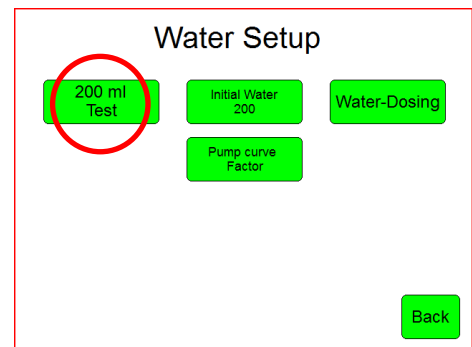 Water Setup
200 ml
Test
Initial Water
200
Water-Dosing
Pump curve
Factor
Back